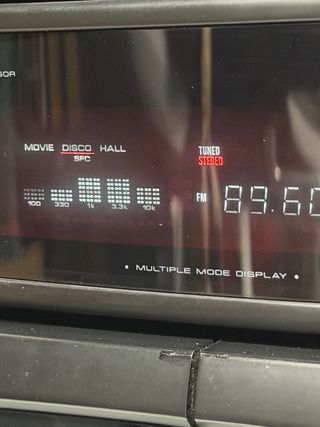 SOR
MOVIE DISCO HALL
SFC
TUNED
STEREO
100 330 1k 3.3k 10k
FM 89.60
• MULTIPLE MODE DISPLAY •